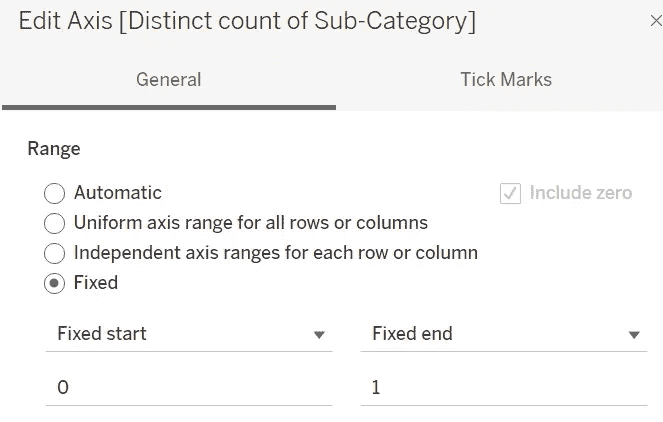 Edit Axis [Distinct count of Sub-Category]
General
Tick Marks
Range
Automatic
Include zero
Uniform axis range for all rows or columns
Independent axis ranges for each row or column
Fixed
Fixed start
Fixed end
0
1